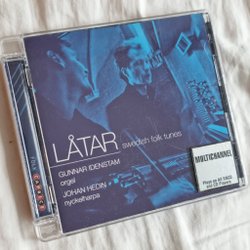 LÅTAR
swedish folk tunes
GUNNAR IDENSTAM
orgel
JOHAN HEDIN
nyckelharpa
MULTICHANNEL